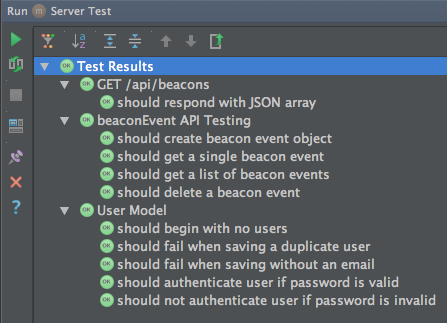 Run m Server Test
OK Test Results
OK GET /api/beacons
OK should respond with JSON array
OK beaconEvent API Testing
OK should create beacon event object
OK should get a single beacon event
OK should get a list of beacon events
OK should delete a beacon event
OK User Model
OK should begin with no users
OK should fail when saving a duplicate user
OK should fail when saving without an email
OK should authenticate user if password is valid
OK should not authenticate user if password is invalid